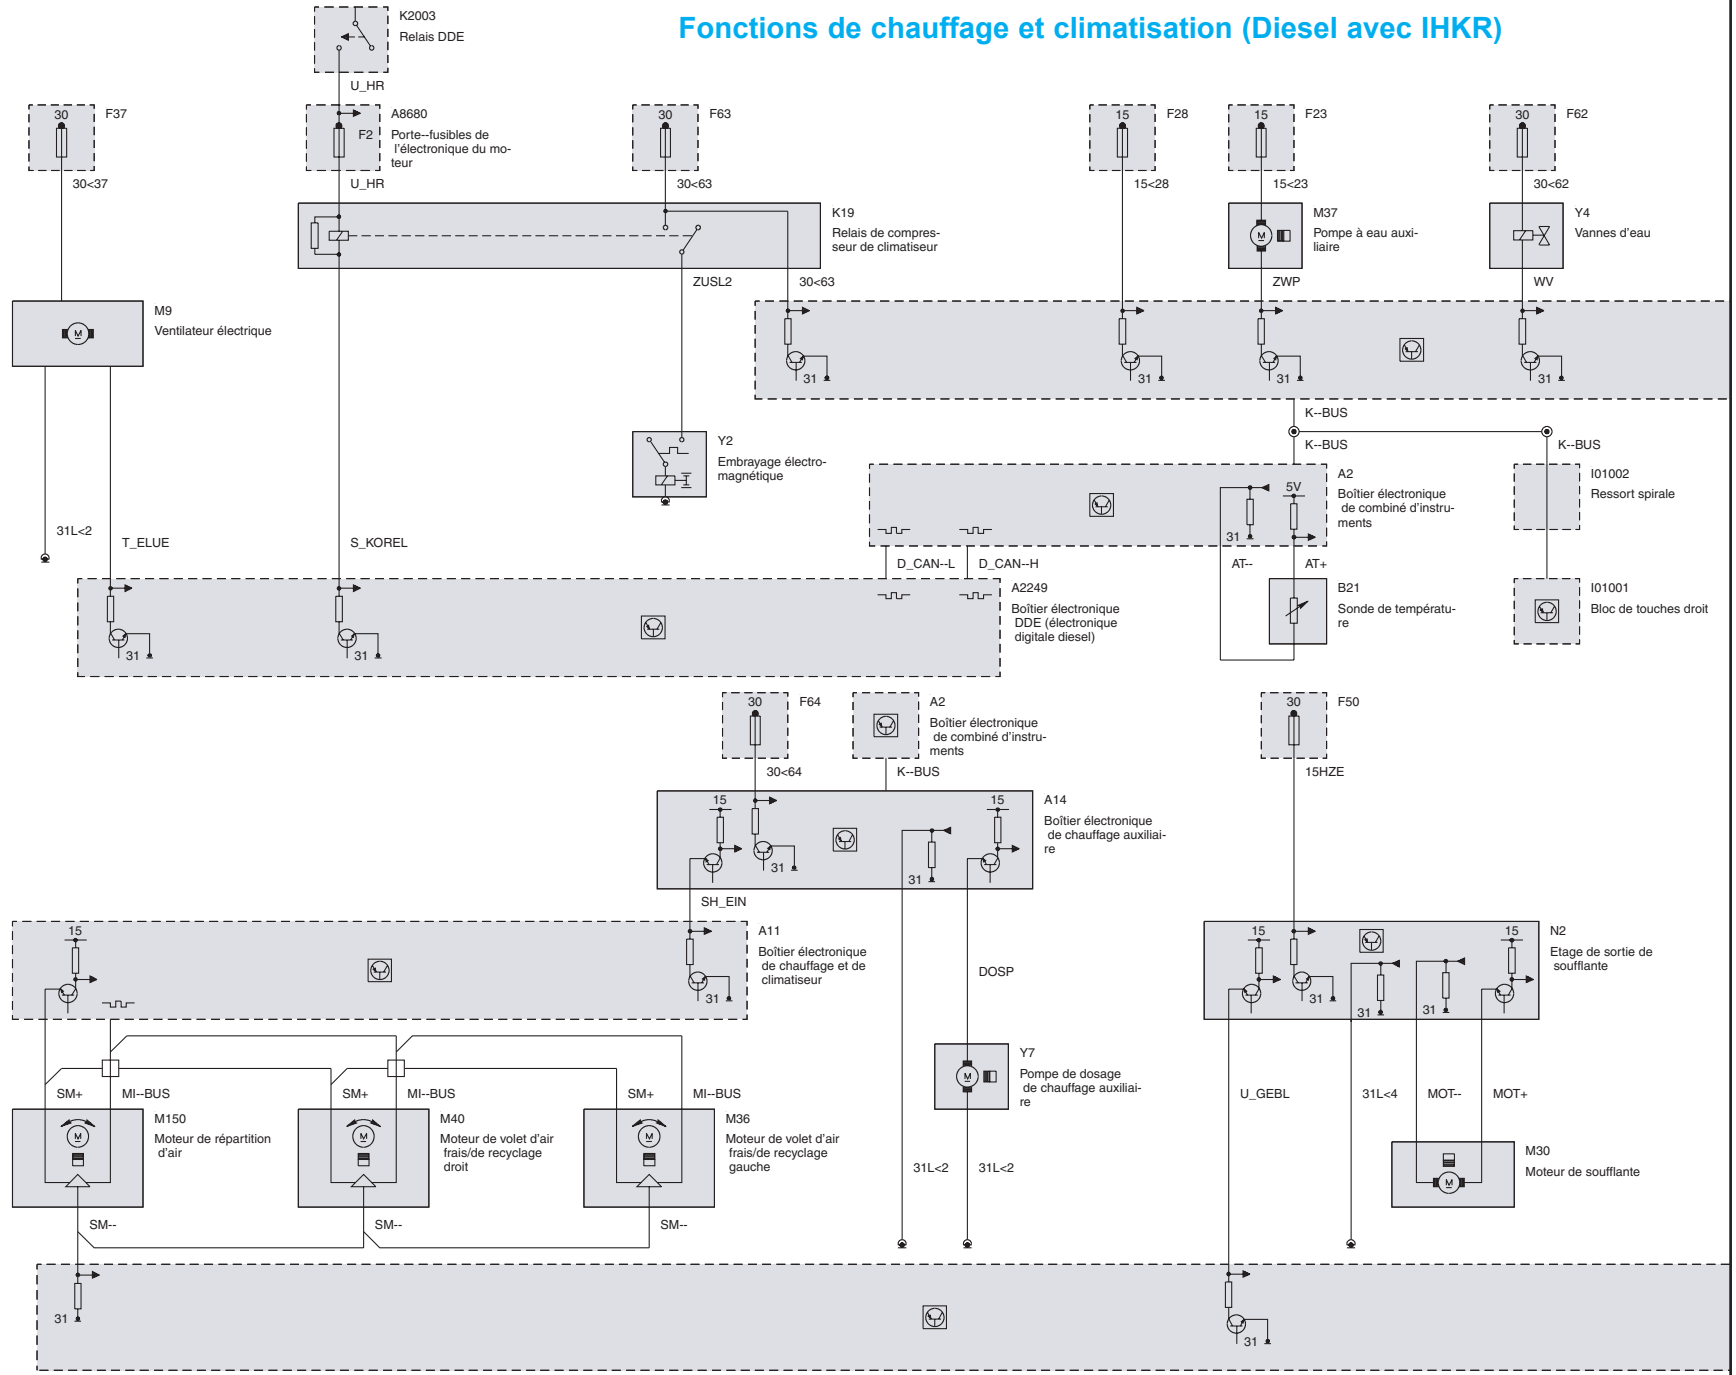 Fonctions de chauffage et climatisation (Diesel avec IHKR)
K2003
Relais DDE
U_HR
30
F37
30<37
F2
A8680
Porte--fusibles de
l'électronique du mo-
teur
U_HR
30
F63
30<63
15
F28
15<28
15
F23
15<23
30
F62
30<62
K19
Relais de compres-
seur de climatiseur
M37
Pompe à eau auxi-
liaire
Y4
Vannes d'eau
ZUSL2
30<63
ZWP
WV
M9
Ventilateur électrique
31
31
31
31
K--BUS
K--BUS
K--BUS
Y2
Embrayage électro-
magnétique
5V
31
A2
Boîtier électronique
de combiné d'instru-
ments
I01002
Ressort spirale
31L<2
T_ELUE
S_KOREL
D_CAN--L
D_CAN--H
AT--
AT+
31
31
A2249
Boîtier électronique
DDE (électronique
digitale diesel)
B21
Sonde de températu-
re
I01001
Bloc de touches droit
30
F64
30<64
A2
Boîtier électronique
de combiné d'instru-
ments
K--BUS
30
F50
15HZE
15
31
31
15
A14
Boîtier électronique
de chauffage auxiliai-
re
SH_EIN
15
31
A11
Boîtier électronique
de chauffage et de
climatiseur
DOSP
15
31
31
31
15
N2
Etage de sortie de
soufflante
SM+
MI--BUS
SM+
MI--BUS
SM+
MI--BUS
M150
Moteur de répartition
d'air
M40
Moteur de volet d'air
frais/de recyclage
droit
M36
Moteur de volet d'air
frais/de recyclage
gauche
Y7
Pompe de dosage
de chauffage auxiliai-
re
U_GEBL
31L<4
MOT--
MOT+
M30
Moteur de soufflante
31L<2
31L<2
SM--
SM--
SM--
31
31